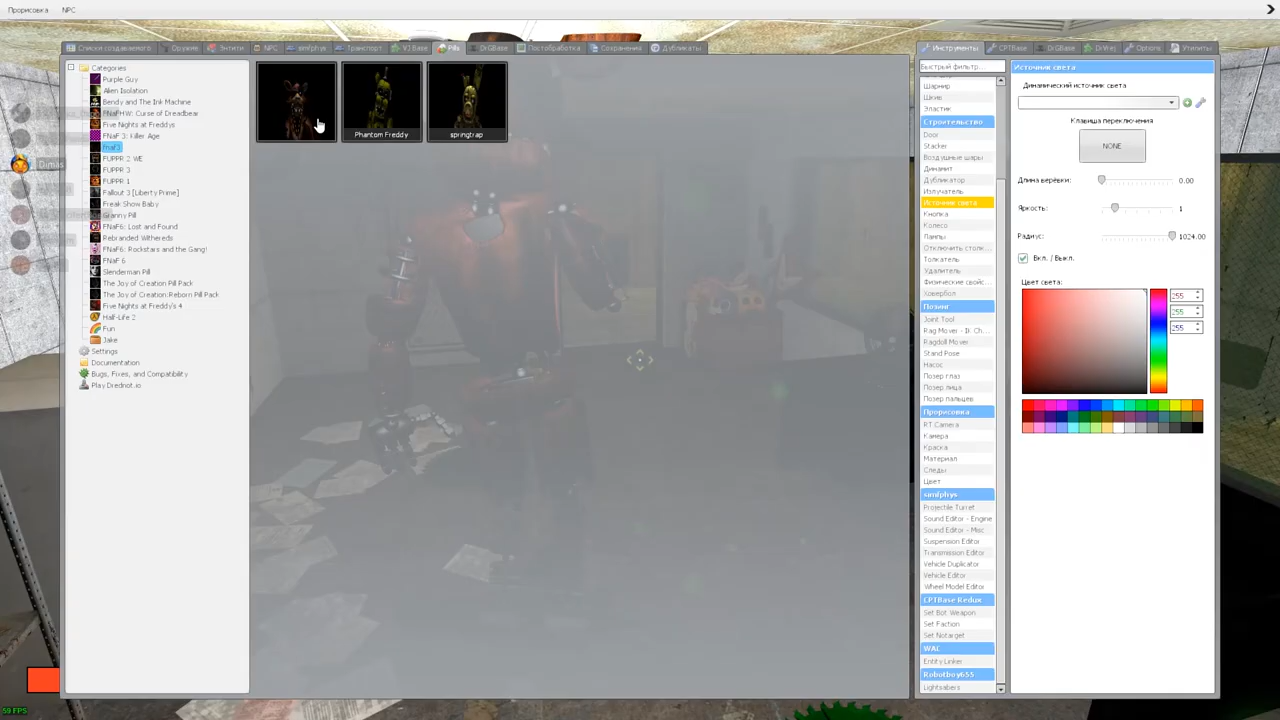 Прорисовка NPC
Списки создаваемого Оружие Энтити NPC simfphys Транспорт VJ Base Pills DrGBase Постобработка Сохранения Дубликаты
Categories
Purple Guy
Alien Isolation
Bendy and The Ink Machine
FNaFHW: Curse of Dreadbear
Five Nights at Freddy
FNaF 3: Killer Age
fnaf3
FUPPR 2 WE
FUPPR 3
FUPPR 1
Fallout 3 [Liberty Prime]
Freak Show Baby
Granny Pill
FNaF6: Lost and Found
Rebranded Withereds
FNaF6: Rockstars and the Gang!
FNaF 6
Slenderman Pill
The Joy of Creation Pill Pack
The Joy of Creation:Reborn Pill Pack
Five Nights at Freddy's 4
Half-Life 2
Fun
Jake
Settings
Documentation
Bugs, Fixes, and Compatibility
Play Drednot.io
Phantom Freddy
springtrap
Инструменты CPTBase DrGBase DrVrej Options Утилиты
Быстрый фильтр...
Шарнир
Шкив
Эластик
Строительство
Door
Stacker
Воздушные шары
Динамит
Дубликатор
Излучатель
Источник света
Кнопка
Колесо
Лампы
Отключить столк...
Толкатель
Удалитель
Физические свойс...
Ховербол
Позинг
Joint Tool
Rag Mover - IK Ch...
Ragdoll Mover
Stand Pose
Насос
Позер глаз
Позер лица
Позер пальцев
Прорисовка
RT Camera
Камера
Краска
Материал
Следы
Цвет
simfphys
Projectile Turret
Sound Editor - Engine
Sound Editor - Misc
Suspension Editor
Transmission Editor
Vehicle Duplicator
Vehicle Editor
Wheel Model Editor
CPTBase Redux
Set Bot Weapon
Set Faction
Set Notarget
WAC
Entity Linker
Robotboy655
Lightsabers
Источник света
Динамический источник света
Клавиша переключения
NONE
Длина верёвки: 0.00
Яркость: 1
Радиус: 1024.00
Вкл. / Выкл.
Цвет света:
255
255
255
59 FPS